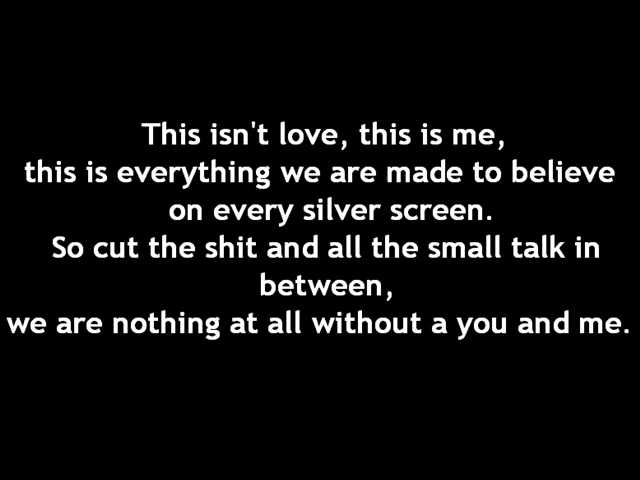 This isn't love, this is me,
this is everything we are made to believe
on every silver screen.
So cut the shit and all the small talk in
between,
we are nothing at all without a you and me.